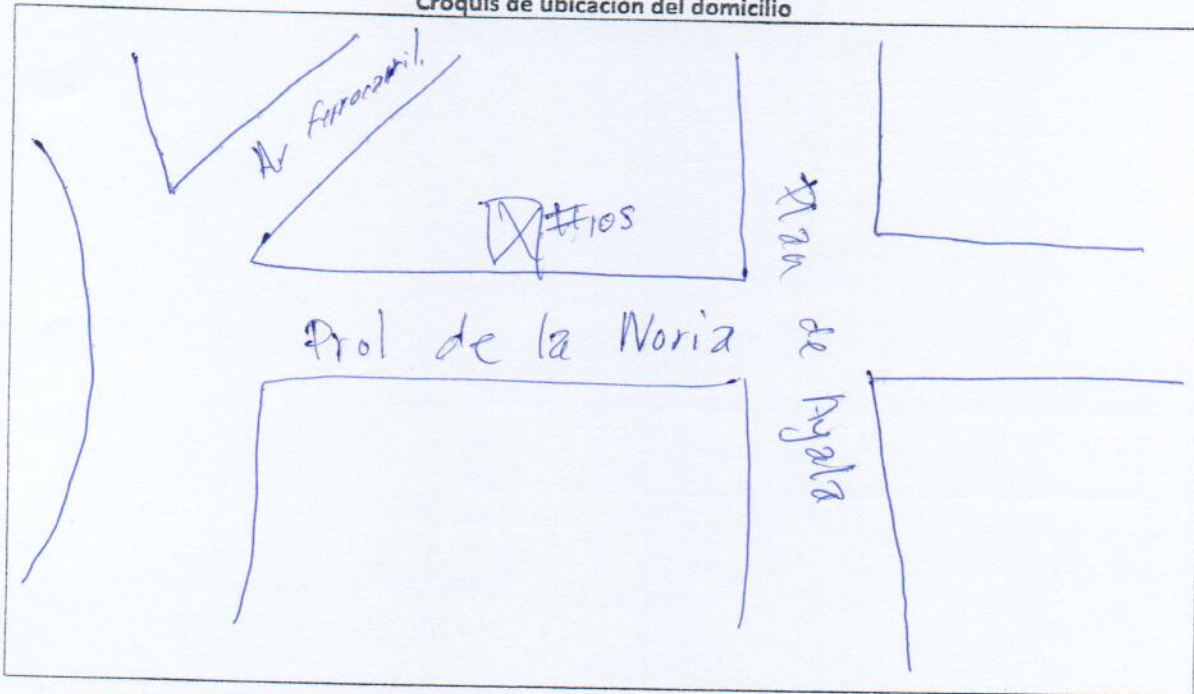 Croquis de ubicación del domicilio
Av ferrocarril.
#105
Prol de la Noria
Plan de Ayala